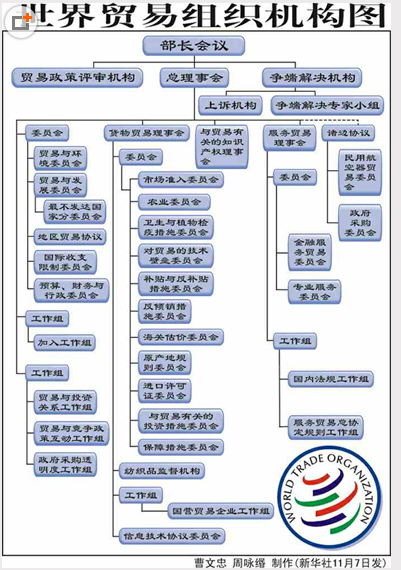 世界贸易组织机构图
部长会议
贸易政策评审机构
总理事会
争端解决机构
上诉机构
争端解决专家小组
委员会
贸易与环
境委员会
贸易与发
展委员会
最不发达国
家分委员会
地区贸易协议
国际收支
限制委员会
预算、财务与
行政委员会
工作组
加入工作组
工作组
贸易与投资
关系工作组
贸易与竞争政
策互动工作组
政府采购透
明度工作组
货物贸易理事会
委员会
市场准入委员会
农业委员会
卫生与植物检
疫措施委员会
对贸易的技术
壁垒委员会
补贴与反补贴
措施委员会
反倾销措
施委员会
海关估价委员会
原产地规
则委员会
进口许可
证委员会
与贸易有关的
投资措施委员会
保障措施委员会
纺织品监督机构
工作组
国营贸易企业工作组
信息技术协议委员会
与贸易有
关的知识
产权理事
会
服务贸易
理事会
委员会
金融服
务贸易
委员会
专业服务
委员会
工作组
国内法规工作组
服务贸易总协
定规则工作组
诸边协议
民用航
空器贸
易委员
会
政府
采购
委员会
WORLD TRADE ORGANIZATION
曹文忠 周咏缗 制作(新华社11月7日发)